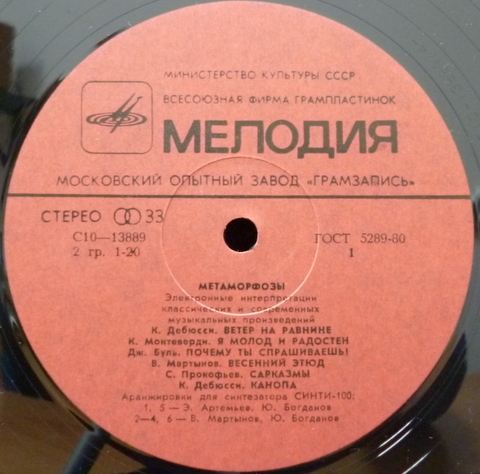 МИНИСТЕРСТВО КУЛЬТУРЫ СССР
ВСЕСОЮЗНАЯ ФИРМА ГРАМПЛАСТИНОК
МЕЛОДИЯ
МОСКОВСКИЙ ОПЫТНЫЙ ЗАВОД «ГРАМЗАПИСЬ»
СТЕРЕО 33
С10—13889 ГОСТ 5289-80
2 гр. 1-20 1
МЕТАМОРФОЗЫ
Электронные интерпретации
классических и современных
музыкальных произведений
К. Дебюсси. ВЕТЕР НА РАВНИНЕ
К. Монтеверди. Я МОЛОД И РАДОСТЕН
Дж. Буль. ПОЧЕМУ ТЫ СПРАШИВАЕШЬ!
В. Мартынов. ВЕСЕННИЙ ЭТЮД
С. Прокофьев. САРКАЗМЫ
К. Дебюсси. КАНОПА
Аранжировки для синтезатора СИНТИ-100:
1, 5 — Э. Артемьев, Ю. Богданов
2—4, 6 — В. Мартынов, Ю. Богданов